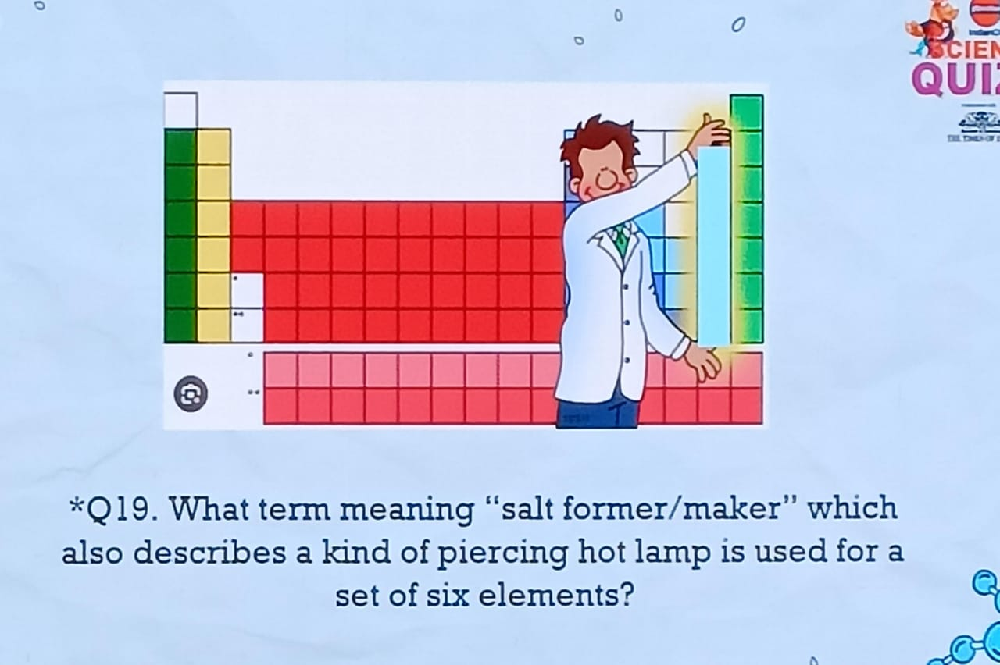 SCIEN
QUIZ
*Q19. What term meaning “salt former/maker” which
also describes a kind of piercing hot lamp is used for a
set of six elements?